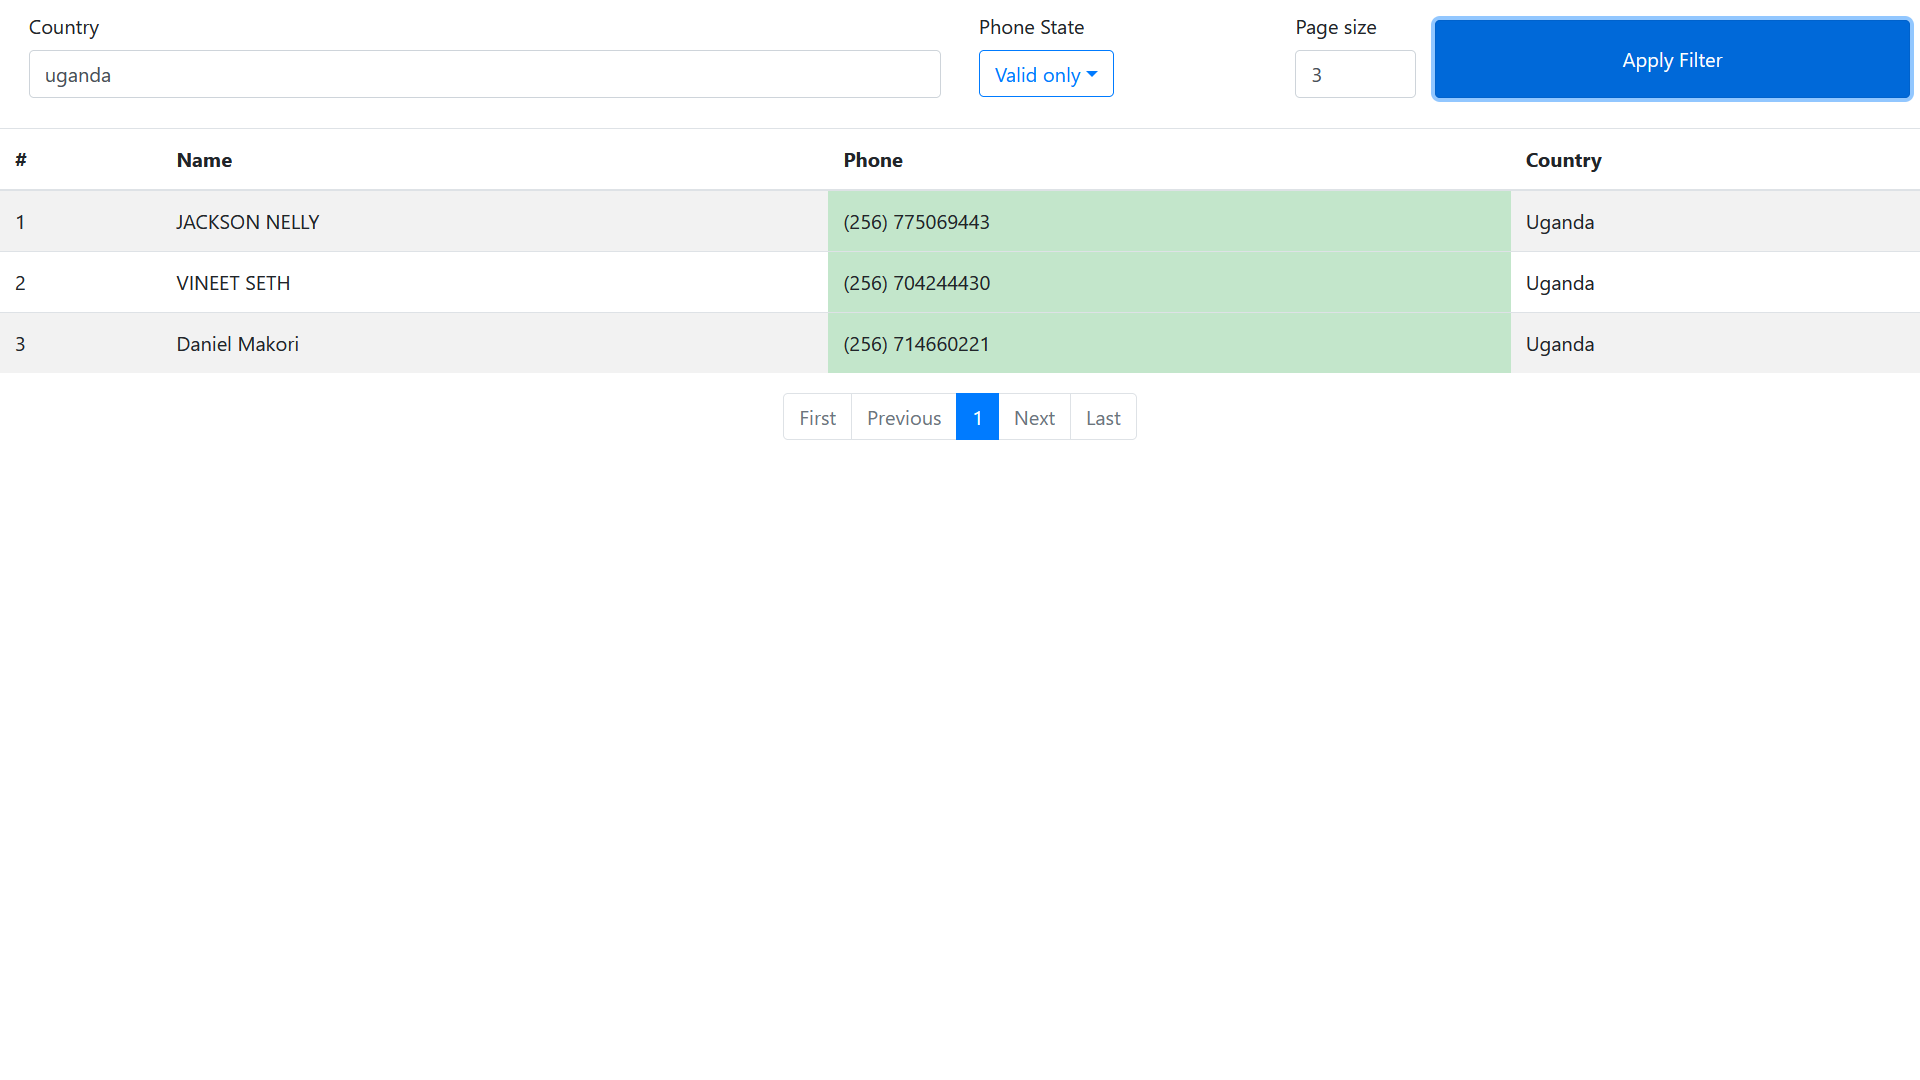 Country
Phone State
Page size
uganda
Valid only
3
Apply Filter
# Name Phone Country
1 JACKSON NELLY (256) 775069443 Uganda
2 VINEET SETH (256) 704244430 Uganda
3 Daniel Makori (256) 714660221 Uganda
First Previous 1 Next Last